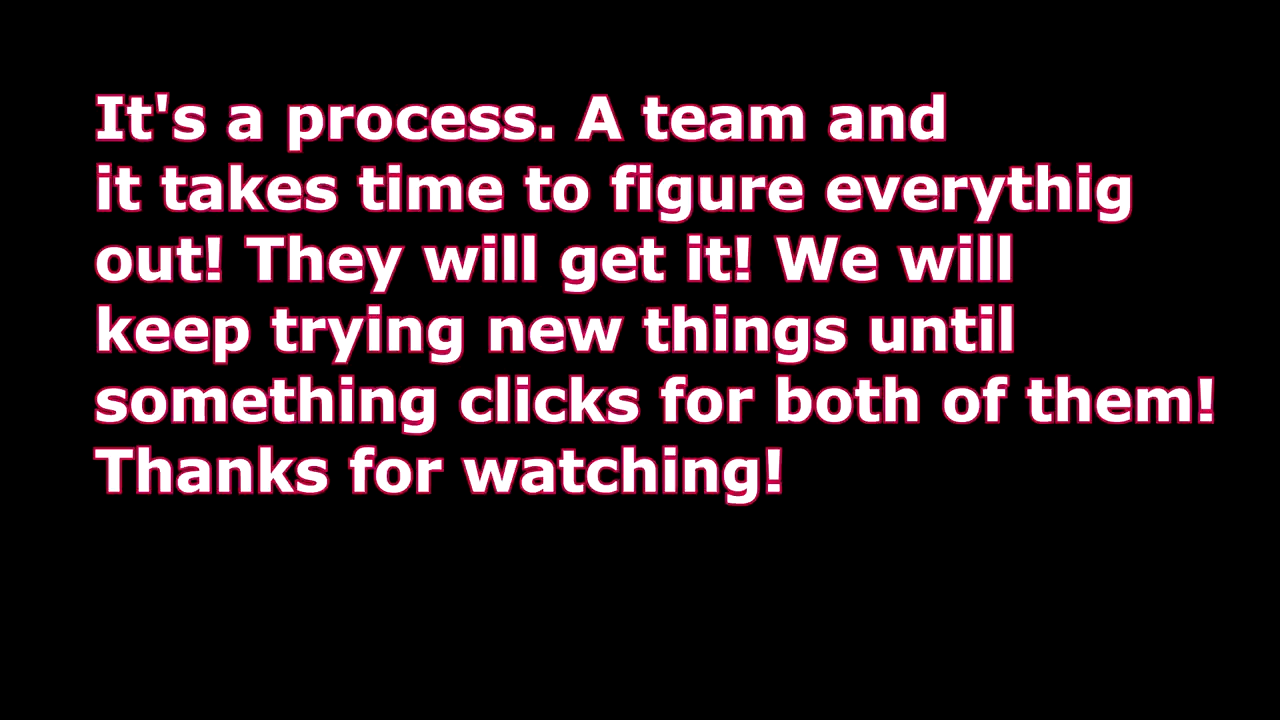 It's a process. A team and
it takes time to figure everythig
out! They will get it! We will
keep trying new things until
something clicks for both of them!
Thanks for watching!